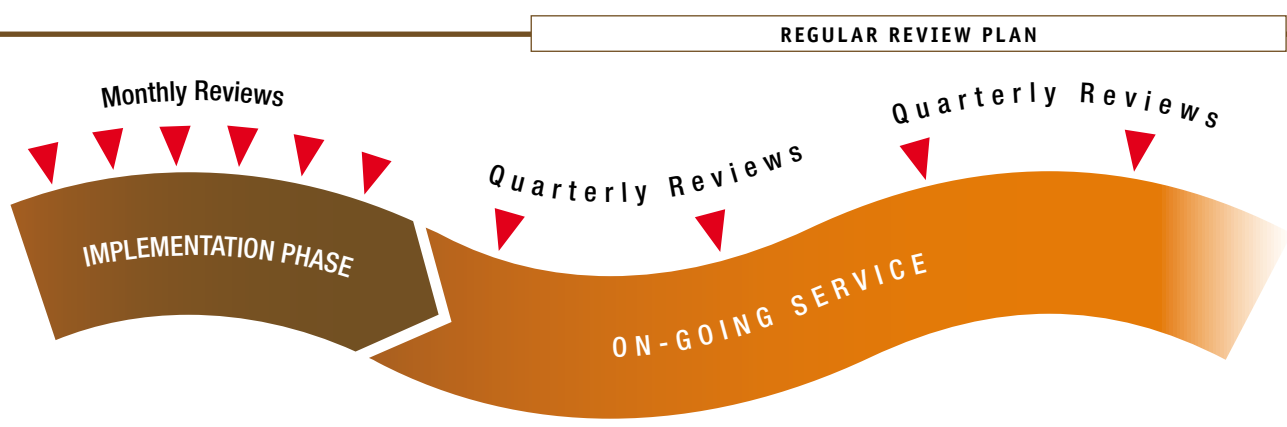 REGULAR REVIEW PLAN
Monthly Reviews
Quarterly Reviews
Quarterly Reviews
IMPLEMENTATION PHASE
ON-GOING SERVICE